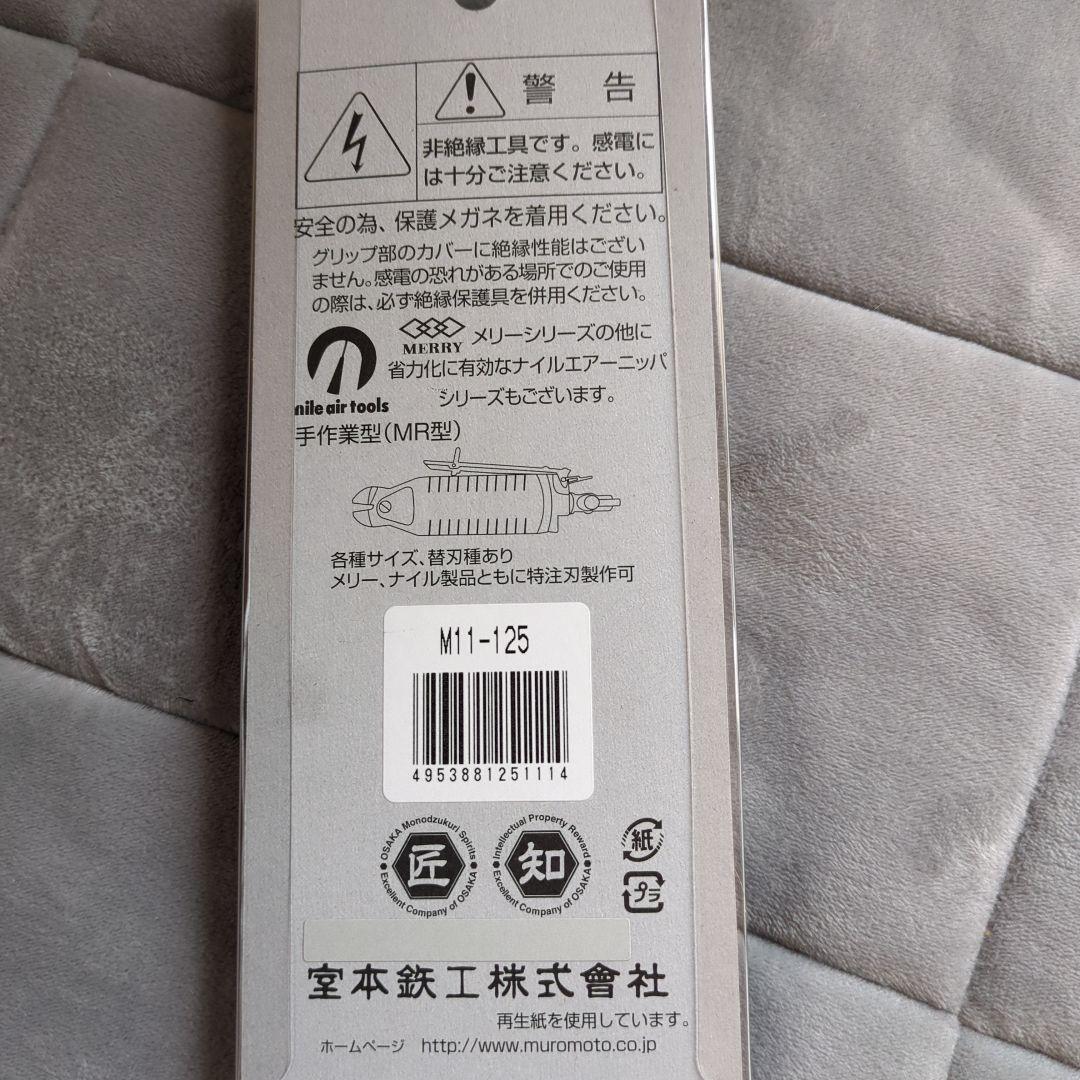 警告
非絶縁工具です。感電に
は十分ご注意ください。
安全の為、保護メガネを着用ください。
グリップ部のカバーに絶縁性能はござい
ません。感電の恐れがある場所でのご使用
の際は、必ず絶縁保護具を併用ください。
MERRY メリーシリーズの他に
省力化に有効なナイルエアーニッパ
シリーズもございます。
nile air tools
手作業型(MR型)
各種サイズ、替刃種あり
メリー、ナイル製品ともに特注刃製作可
M11-125
4953881251114
OSAKA Monodzukuri Spirits
匠
Excellent Company of OSAKA
Intellectual Property Reward
知
Excellent Company of OSAKA
紙
プラ
室本鉄工株式會社
再生紙を使用しています。
ホームページ http://www.muromoto.co.jp